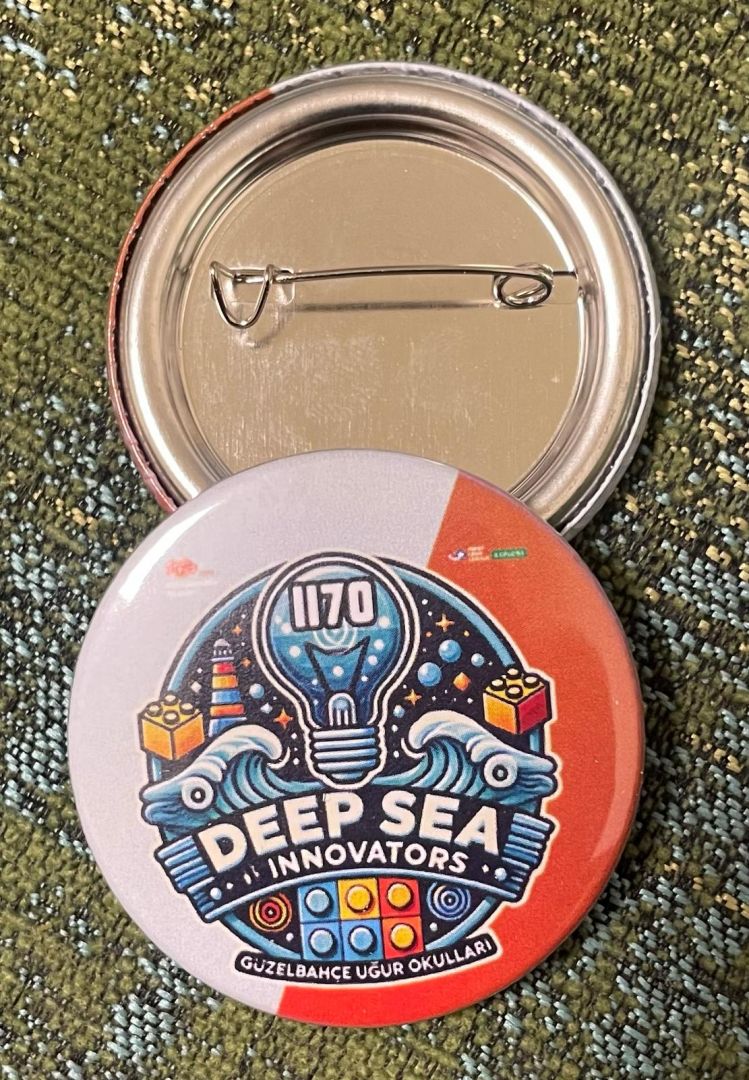 1170
DEEP SEA
INNOVATORS
GÜZELBAHÇE UĞUR OKULLARI